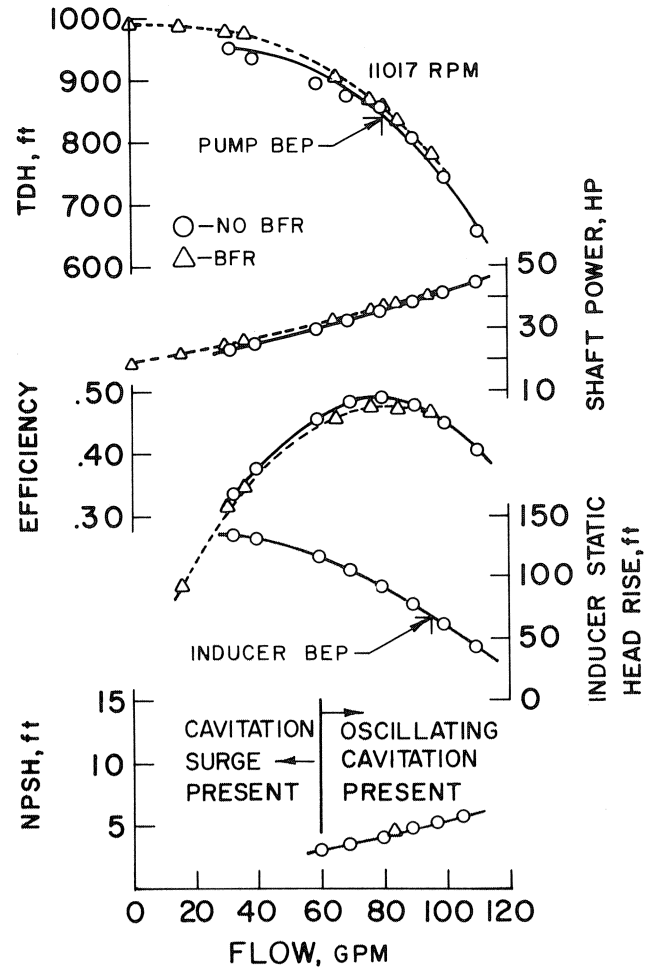 1000
900
800
700
600
TDH, ft
11017 RPM
PUMP BEP
○-NO BFR
△-BFR
50
30
10
SHAFT POWER, HP
.50
.40
.30
EFFICIENCY
150
100
50
0
INDUCER STATIC
HEAD RISE, ft
INDUCER BEP
15
10
5
NPSH, ft
CAVITATION
SURGE
PRESENT
OSCILLATING
CAVITATION
PRESENT
0 20 40 60 80 100 120
FLOW, GPM